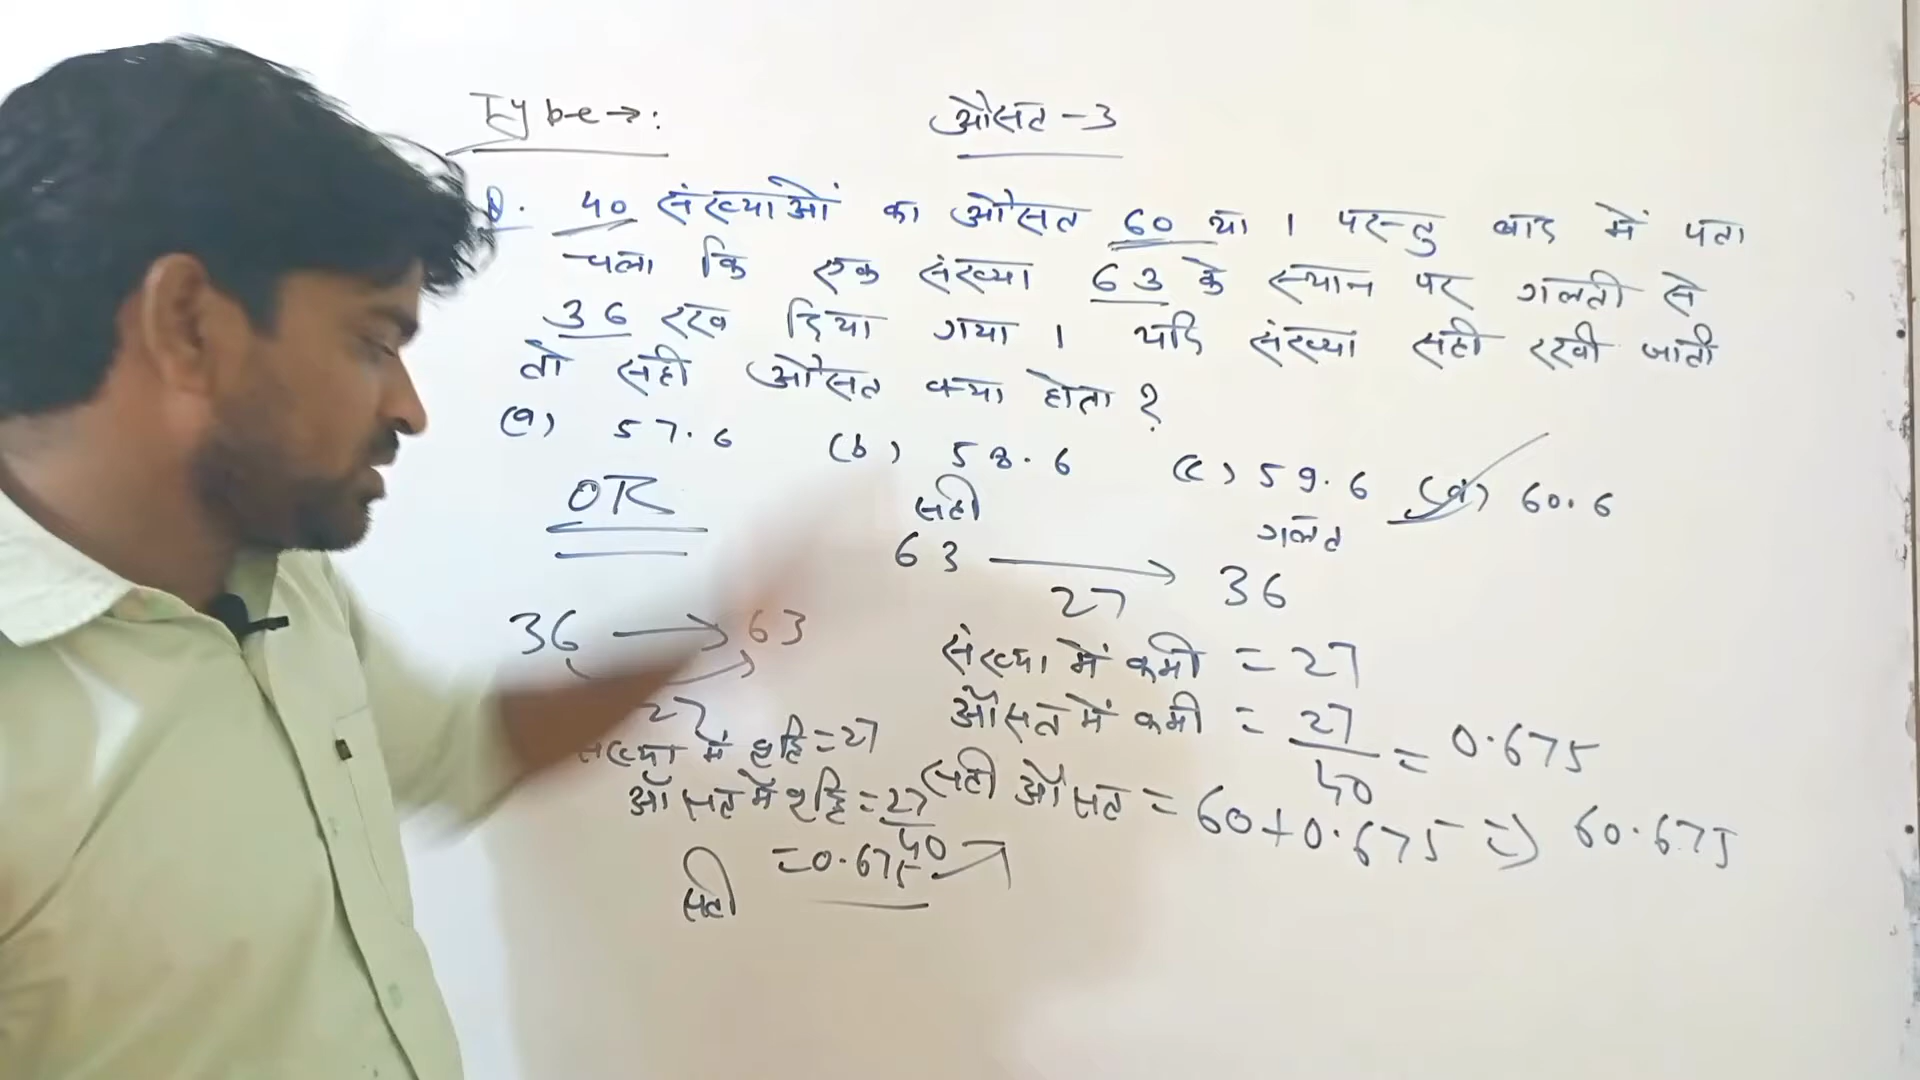 Type →:
औसत -3
Q. 40 संख्याओं का औसत 60 था । परन्तु बाद में पता
चला कि एक संख्या 63 के स्थान पर गलती से
36 रख दिया गया । यदि संख्या सही रखी जाती
तो सही औसत क्या होता ?
(a) 57.6 (b) 58.6 (c) 59.6 (d) 60.6
OR
सही गलत
63 → 36
27
36 → 63
27
संख्या में वृद्धि = 27
औसत में वृद्धि = 27/40
= 0.675
सही
संख्या में कमी = 27
औसत में कमी = 27/40 = 0.675
सही औसत = 60+0.675 => 60.675